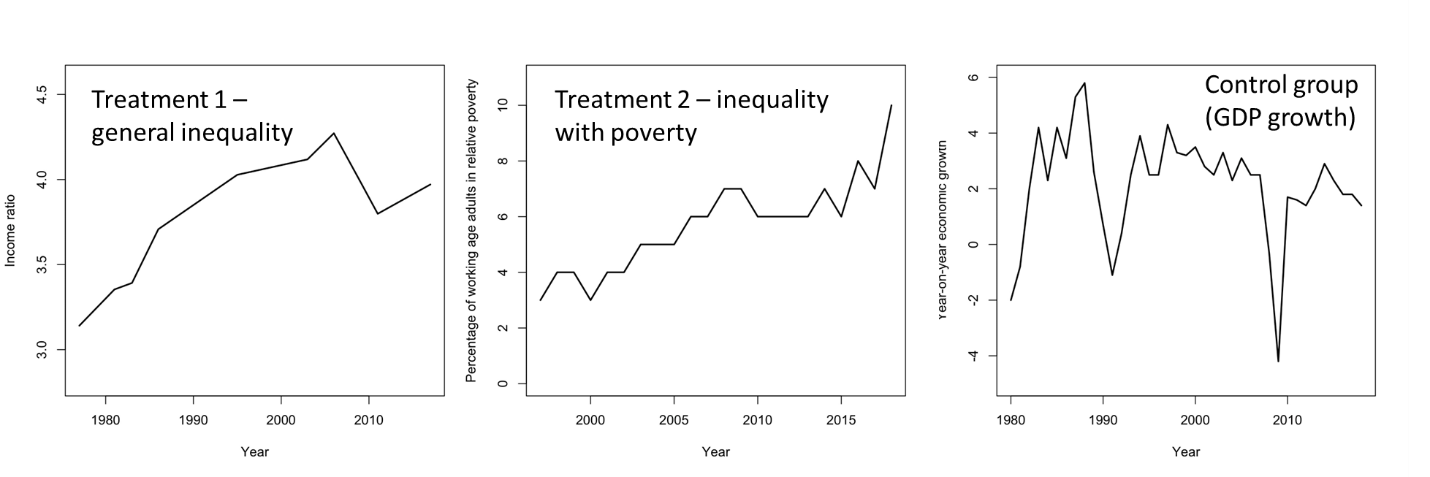 Treatment 1 –
general inequality
Income ratio
4.5
4.0
3.5
3.0
1980 1990 2000 2010
Year
Treatment 2 – inequality
with poverty
Percentage of working age adults in relative poverty
10
8
6
4
2
0
2000 2005 2010 2015
Year
Control group
(GDP growth)
Year-on-year economic growth
6
4
2
0
-2
-4
1980 1990 2000 2010
Year